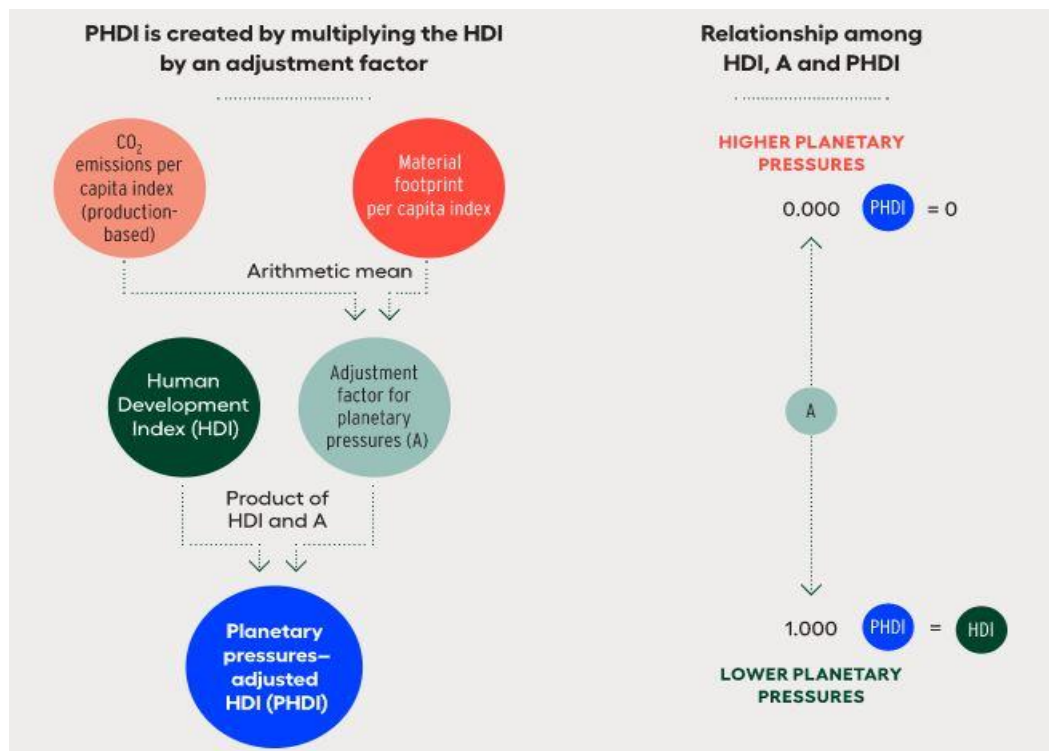 PHDI is created by multiplying the HDI
by an adjustment factor
CO₂
emissions per
capita index
(production-
based)
Material
footprint
per capita index
Arithmetic mean
Human
Development
Index (HDI)
Adjustment
factor for
planetary
pressures (A)
Product of
HDI and A
Planetary
pressures–
adjusted
HDI (PHDI)
Relationship among
HDI, A and PHDI
HIGHER PLANETARY
PRESSURES
0.000 PHDI = 0
A
1.000 PHDI = HDI
LOWER PLANETARY
PRESSURES